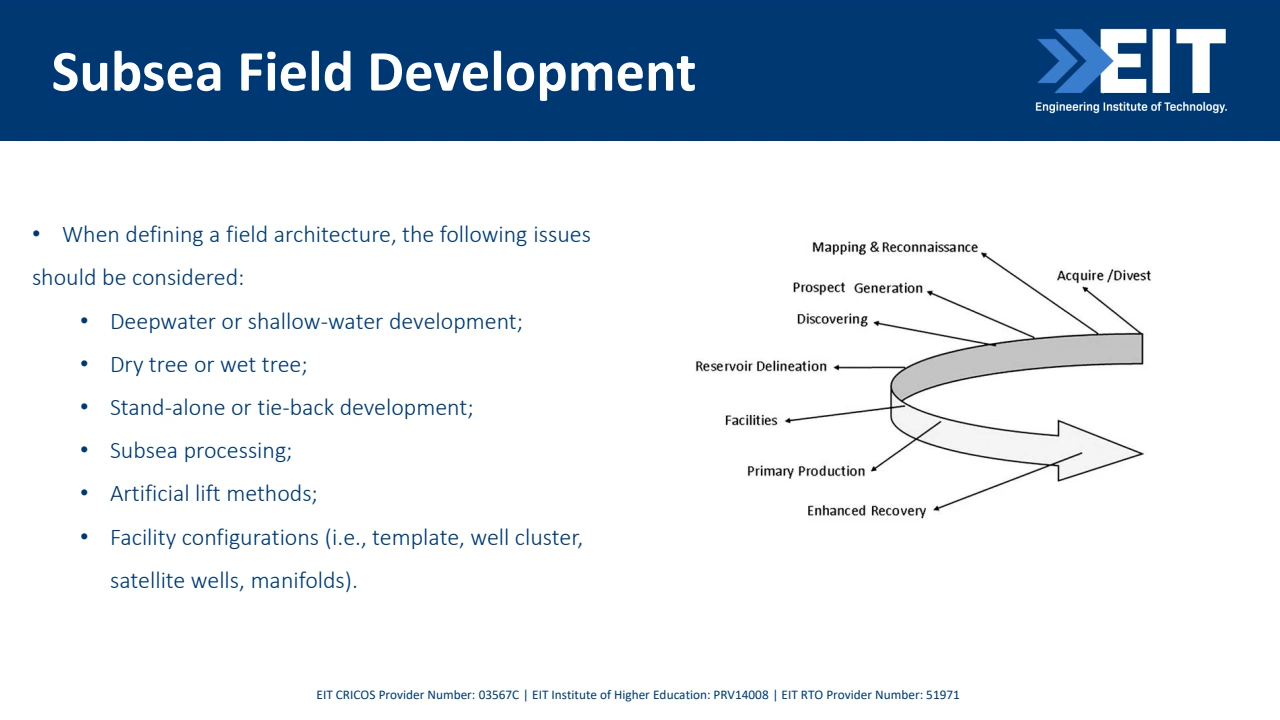 Subsea Field Development
EIT
Engineering Institute of Technology.
• When defining a field architecture, the following issues
should be considered:
• Deepwater or shallow-water development;
• Dry tree or wet tree;
• Stand-alone or tie-back development;
• Subsea processing;
• Artificial lift methods;
• Facility configurations (i.e., template, well cluster,
satellite wells, manifolds).
Mapping & Reconnaissance
Acquire /Divest
Prospect Generation
Discovering
Reservoir Delineation
Facilities
Primary Production
Enhanced Recovery
EIT CRICOS Provider Number: 03567C | EIT Institute of Higher Education: PRV14008 | EIT RTO Provider Number: 51971